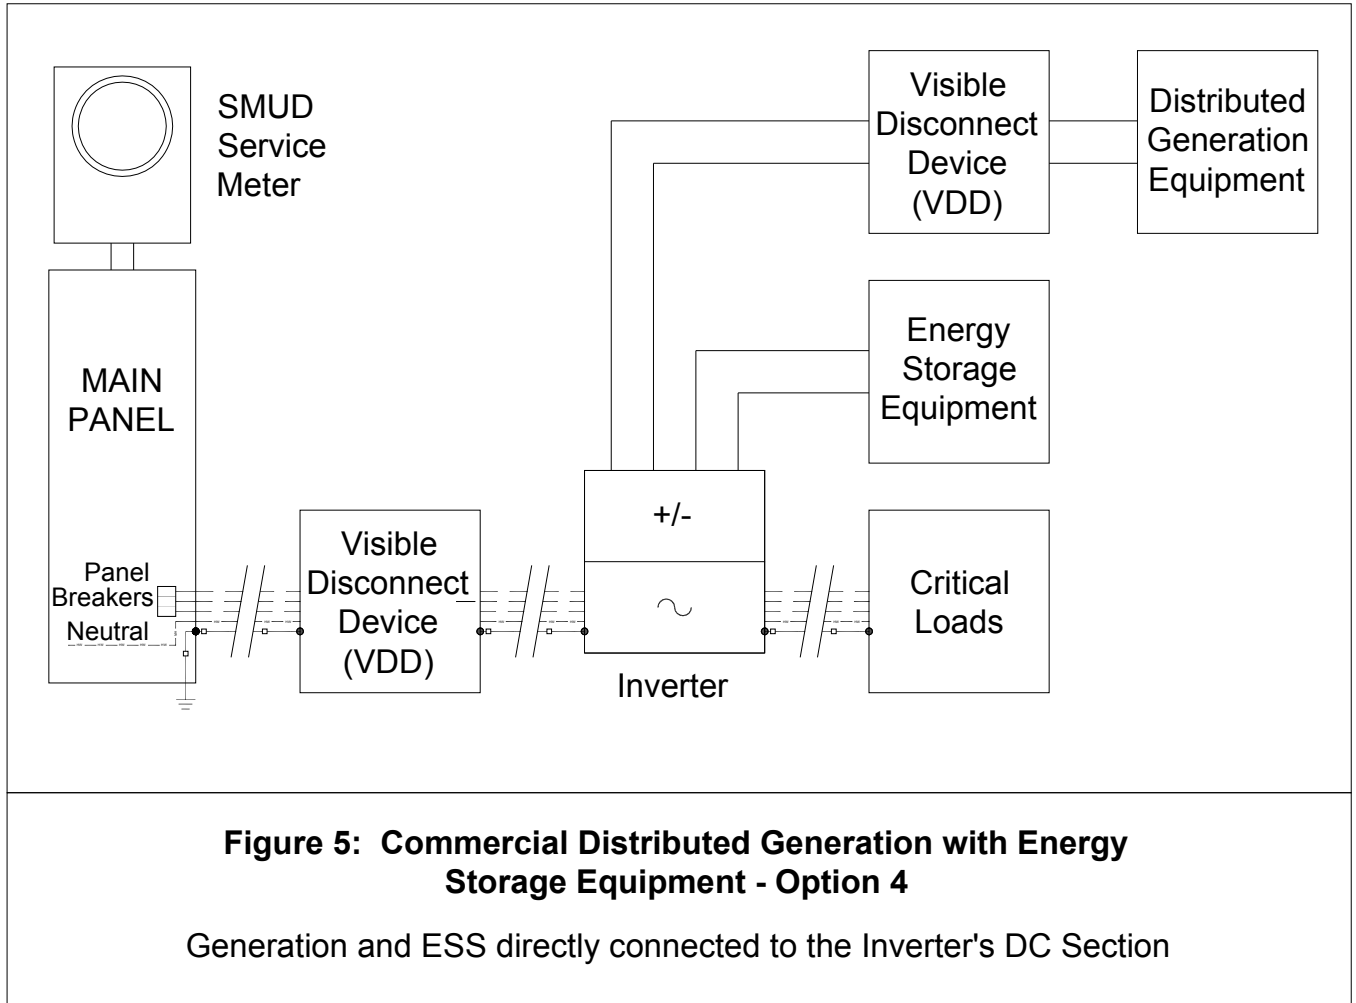 SMUD
Service
Meter
Visible
Disconnect
Device
(VDD)
Distributed
Generation
Equipment
MAIN
PANEL
Energy
Storage
Equipment
Panel
Breakers
Neutral
Visible
Disconnect
Device
(VDD)
+/-
Inverter
Critical
Loads
Figure 5:  Commercial Distributed Generation with Energy
Storage Equipment - Option 4
Generation and ESS directly connected to the Inverter's DC Section